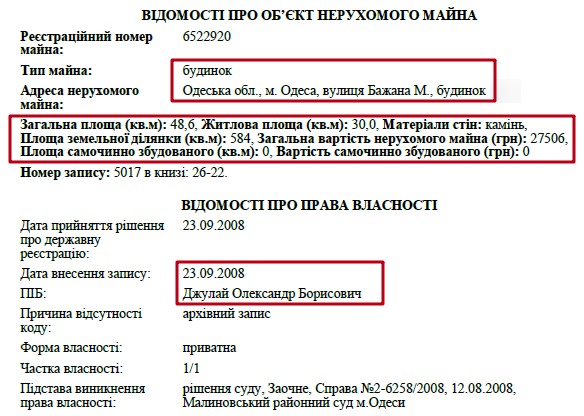 ВІДОМОСТІ ПРО ОБ’ЄКТ НЕРУХОМОГО МАЙНА
Реєстраційний номер майна: 6522920
Тип майна: будинок
Адреса нерухомого майна: Одеська обл., м. Одеса, вулиця Бажана М., будинок
Загальна площа (кв.м): 48,6, Житлова площа (кв.м): 30,0, Матеріали стін: камінь,
Площа земельної ділянки (кв.м): 584, Загальна вартість нерухомого майна (грн): 27506,
Площа самочинно збудованого (кв.м): 0, Вартість самочинно збудованого (грн): 0
Номер запису: 5017 в книзі: 26-22.
ВІДОМОСТІ ПРО ПРАВА ВЛАСНОСТІ
Дата прийняття рішення про державну реєстрацію: 23.09.2008
Дата внесення запису: 23.09.2008
ПІБ: Джулай Олександр Борисович
Причина відсутності коду: архівний запис
Форма власності: приватна
Частка власності: 1/1
Підстава виникнення права власності: рішення суду, Заочне, Справа №2-6258/2008, 12.08.2008,
Малиновський районний суд м.Одеси